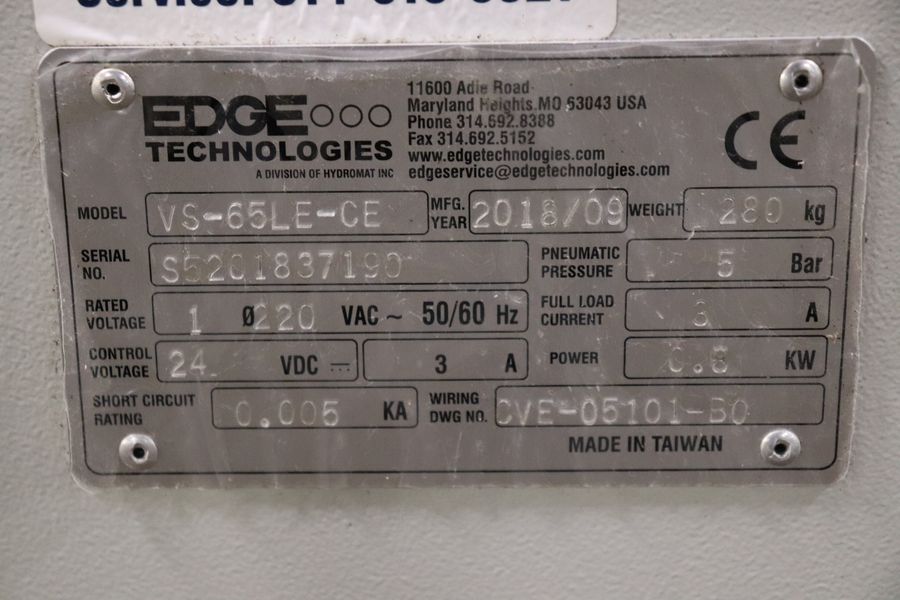 EDGE
TECHNOLOGIES
A DIVISION OF HYDROMAT INC
11600 Adie Road
Maryland Heights, MO 63043 USA
Phone 314.692.8388
Fax 314.692.5152
www.edgetechnologies.com
edgeservice@edgetechnologies.com
CE
MODEL VS-65LE-CE MFG. YEAR 2018/09 WEIGHT 280 kg
SERIAL NO. S5201837190 PNEUMATIC PRESSURE 5 Bar
RATED VOLTAGE 1 Ø 220 VAC ~ 50/60 Hz FULL LOAD CURRENT 3 A
CONTROL VOLTAGE 24 VDC 3 A POWER 0.8 KW
SHORT CIRCUIT RATING 0.005 KA WIRING DWG NO. CVE-05101-B0
MADE IN TAIWAN